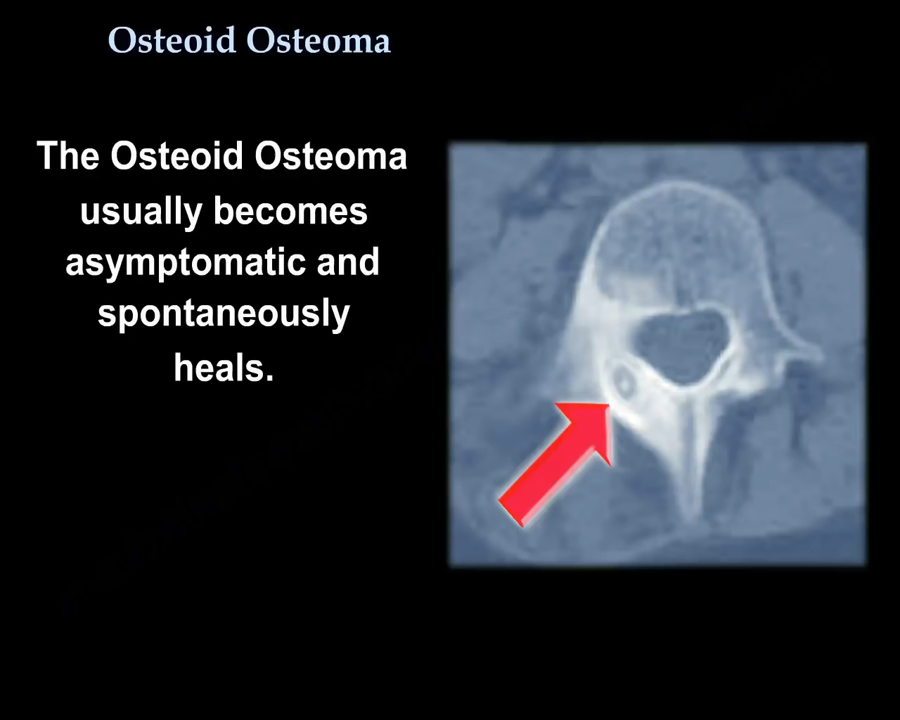 Osteoid Osteoma
The Osteoid Osteoma
usually becomes
asymptomatic and
spontaneously
heals.